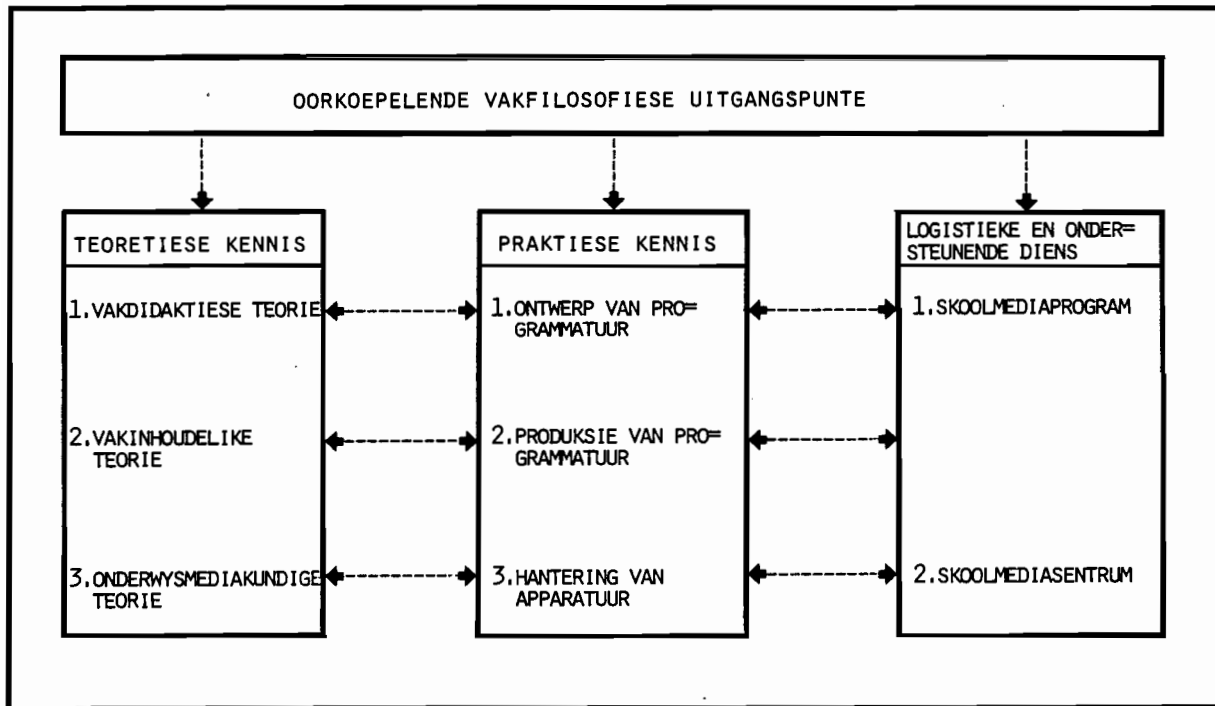 OORKOEPELENDE VAKFILOSOFIESE UITGANGSPUNTE
TEORETIESE KENNIS
1.VAKDIDAKTIESE TEORIE
2.VAKINHOUDELIKE
TEORIE
3.ONDERWYSMEDIAKUNDIGE
TEORIE
PRAKTIESE KENNIS
1.ONTWERP VAN PRO=
GRAMMATUUR
2.PRODUKSIE VAN PRO=
GRAMMATUUR
3.HANTERING VAN
APPARATUUR
LOGISTIEKE EN ONDER=
STEUNENDE DIENS
1.SKOOLMEDIAPROGRAM
2.SKOOLMEDIASENTRUM